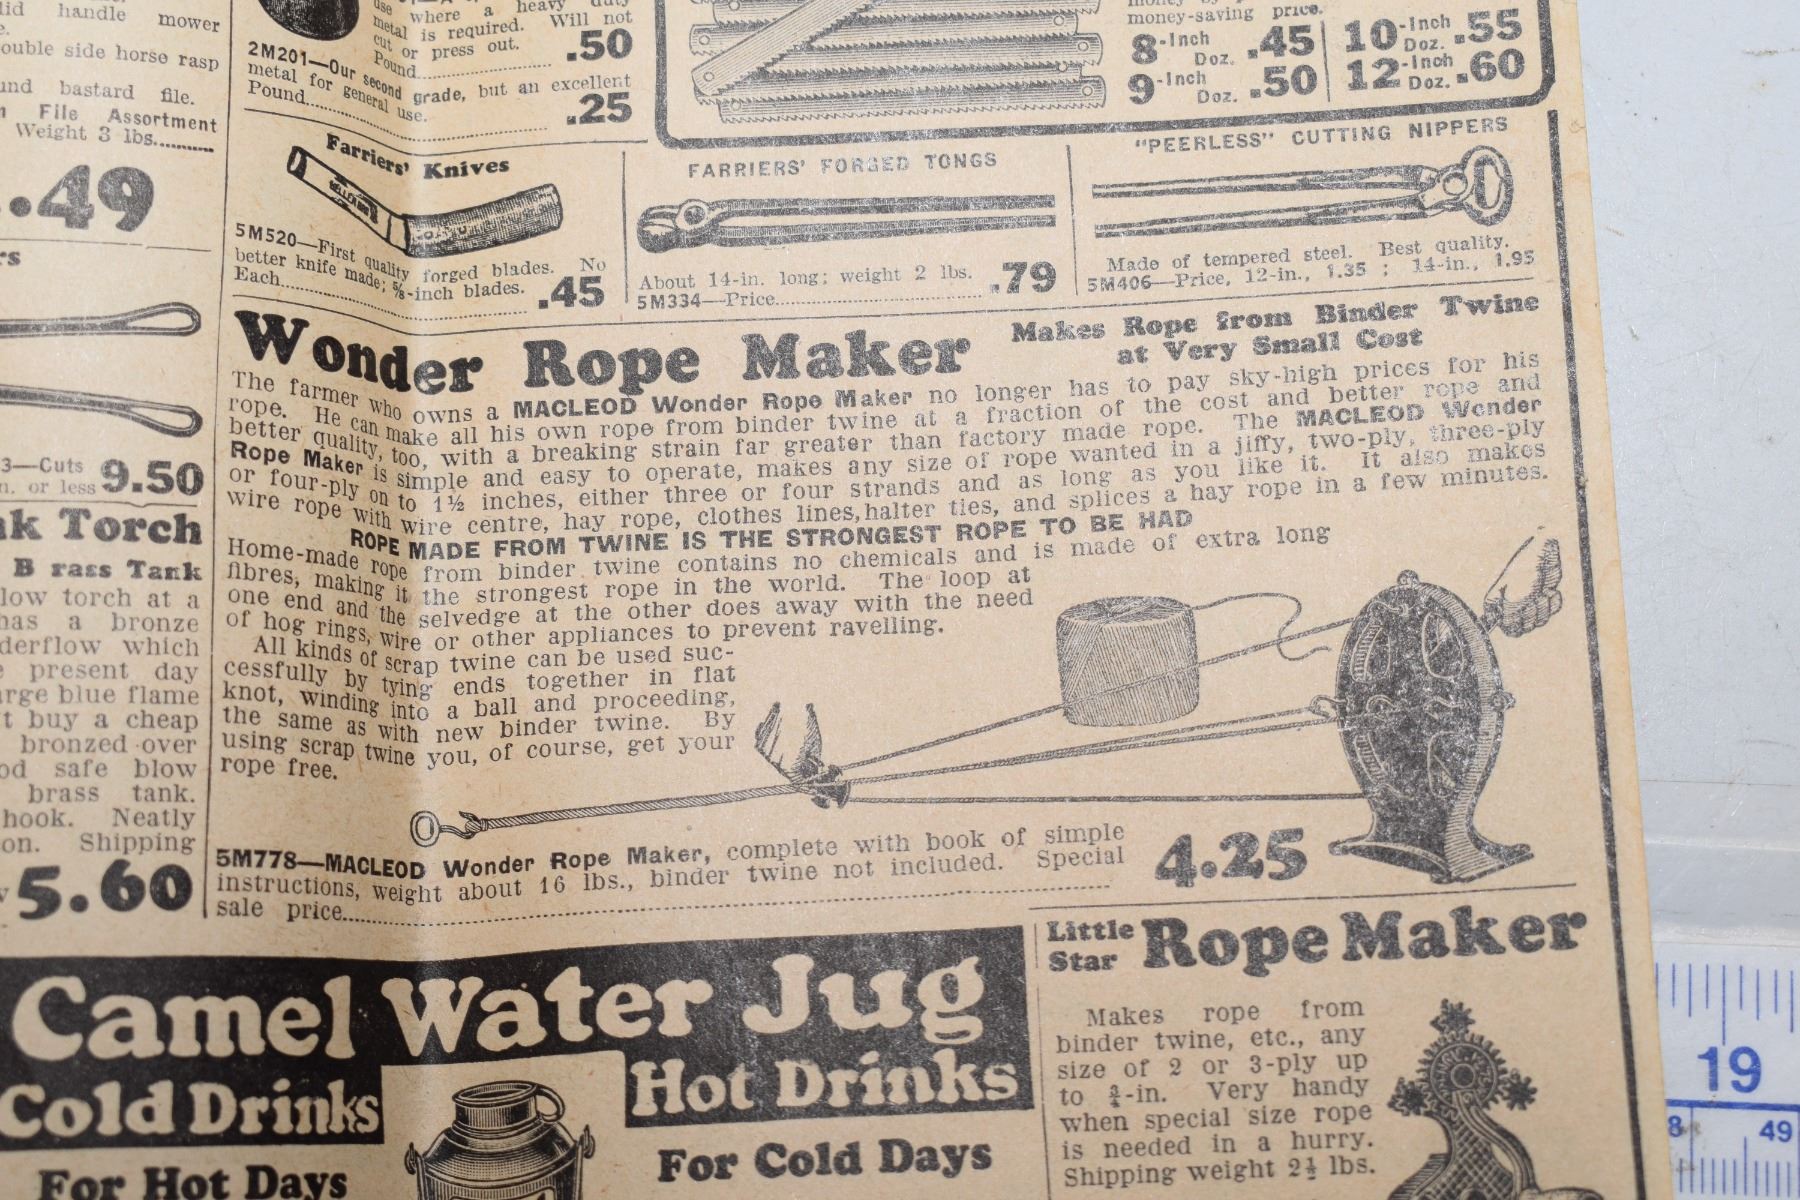 lid handle mower
ouble side horse rasp
und bastard file.
File Assortment
Weight 3 lbs.........
.49
rs
3—Cuts
n. or less 9.50
nk Torch
B rass Tank
low torch at a
has a bronze
derflow which
e present day
arge blue flame
t buy a cheap
bronzed over
od safe blow
brass tank.
hook. Neatly
on. Shipping
5.60
use where a heavy duty
metal is required. Will not
cut or press out.
Pound............ .50
2M201—Our second grade, but an excellent
metal for general use.
Pound............ .25
money-saving price.
8-Inch Doz. .45
9-Inch Doz. .50
10-Inch Doz. .55
12-Inch Doz. .60
Farriers' Knives
5M520—First quality forged blades. No
better knife made; ⅝-inch blades.
Each............ .45
FARRIERS' FORGED TONGS
About 14-in. long; weight 2 lbs.
5M334—Price............ .79
"PEERLESS" CUTTING NIPPERS
Made of tempered steel. Best quality.
5M406—Price, 12-in., 1.35 ; 14-in., 1.95
Wonder Rope Maker
Makes Rope from Binder Twine
at Very Small Cost
The farmer who owns a MACLEOD Wonder Rope Maker no longer has to pay sky-high prices for his
rope. He can make all his own rope from binder twine at a fraction of the cost and better rope and
better quality, too, with a breaking strain far greater than factory made rope. The MACLEOD Wonder
Rope Maker is simple and easy to operate, makes any size of rope wanted in a jiffy, two-ply, three-ply
or four-ply on to 1½ inches, either three or four strands and as long as you like it. It also makes
wire rope with wire centre, hay rope, clothes lines, halter ties, and splices a hay rope in a few minutes.
ROPE MADE FROM TWINE IS THE STRONGEST ROPE TO BE HAD
Home-made rope from binder twine contains no chemicals and is made of extra long
fibres, making it the strongest rope in the world. The loop at
one end and the selvedge at the other does away with the need
of hog rings, wire or other appliances to prevent ravelling.
All kinds of scrap twine can be used suc-
cessfully by tying ends together in flat
knot, winding into a ball and proceeding,
the same as with new binder twine. By
using scrap twine you, of course, get your
rope free.
5M778—MACLEOD Wonder Rope Maker, complete with book of simple
instructions, weight about 16 lbs., binder twine not included. Special
sale price............ 4.25
Camel Water Jug
Cold Drinks
Hot Drinks
For Hot Days
For Cold Days
Little Star Rope Maker
Makes rope from
binder twine, etc., any
size of 2 or 3-ply up
to ¾-in. Very handy
when special size rope
is needed in a hurry.
Shipping weight 2½ lbs.
19
8 49